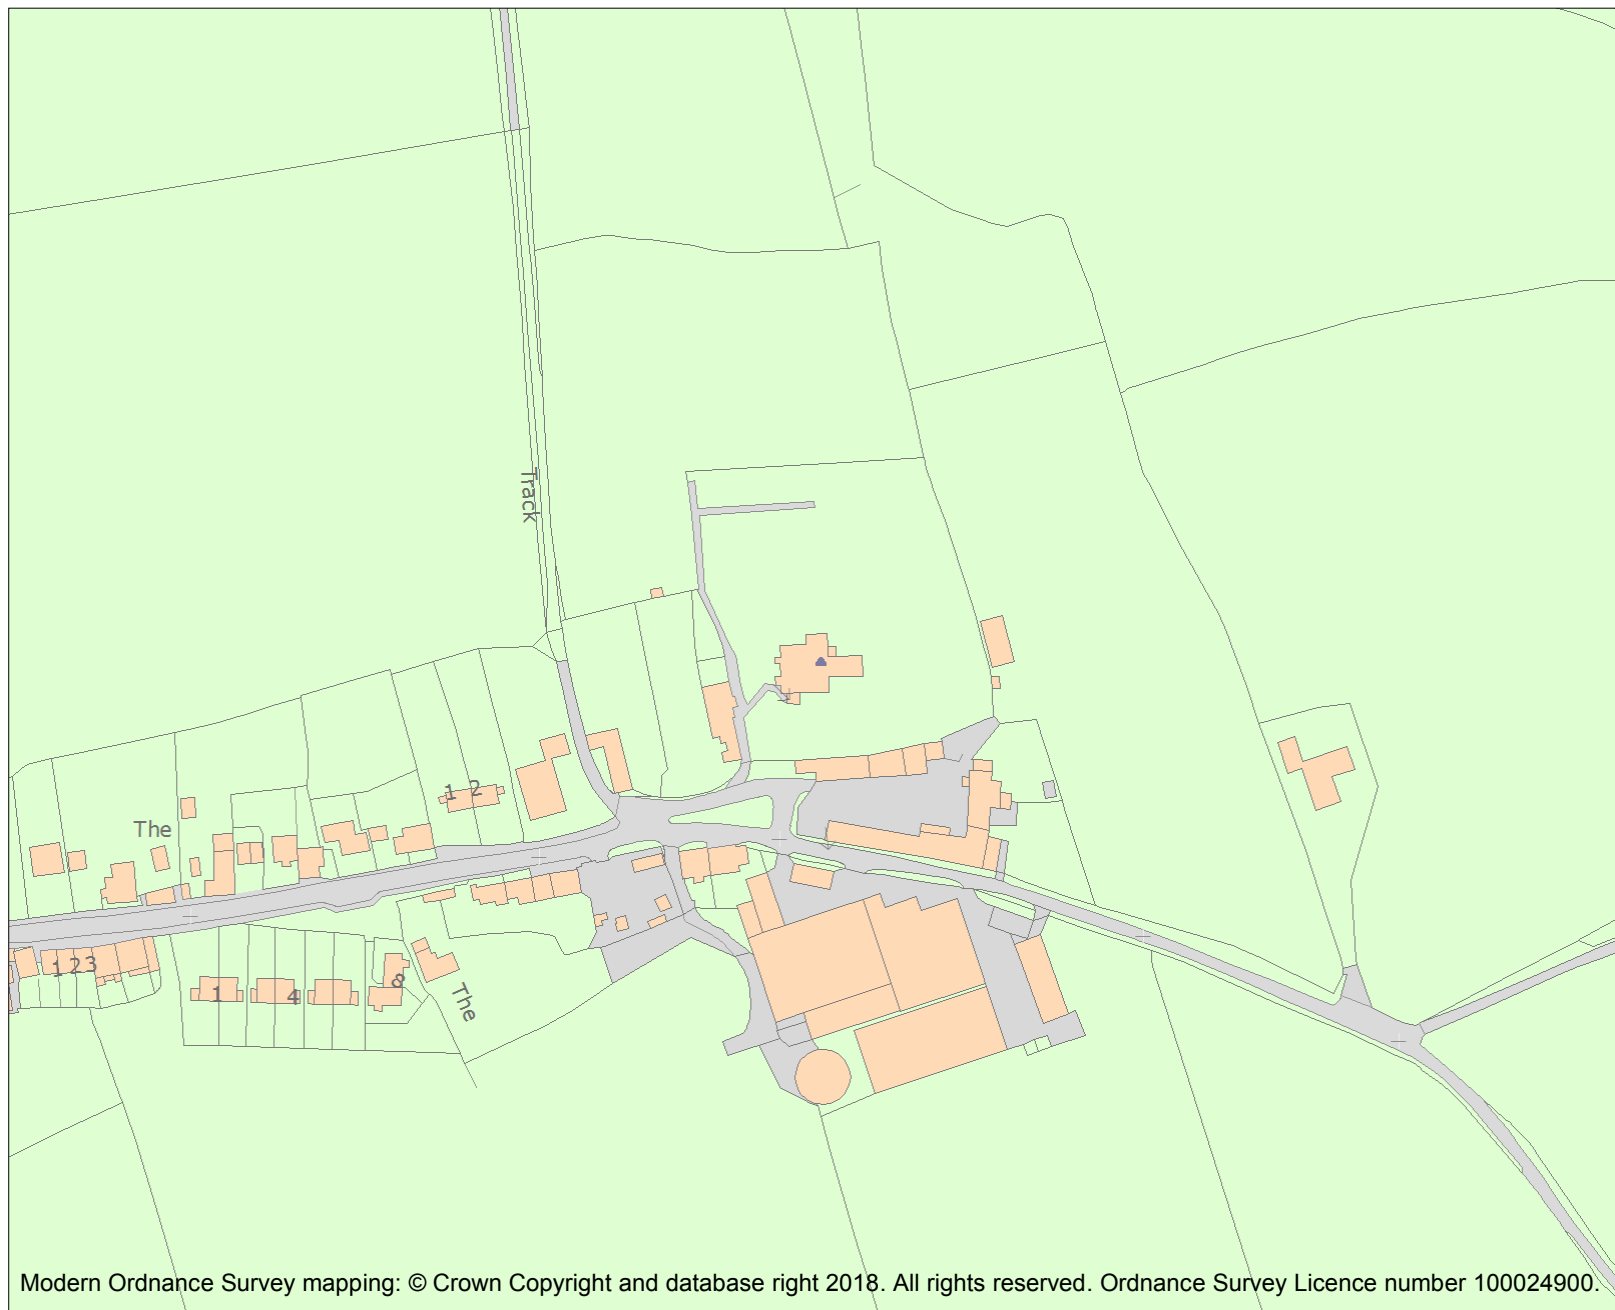 Track
1 2
The
1 2 3
1
4
8
The
Modern Ordnance Survey mapping: © Crown Copyright and database right 2018. All rights reserved. Ordnance Survey Licence number 100024900.